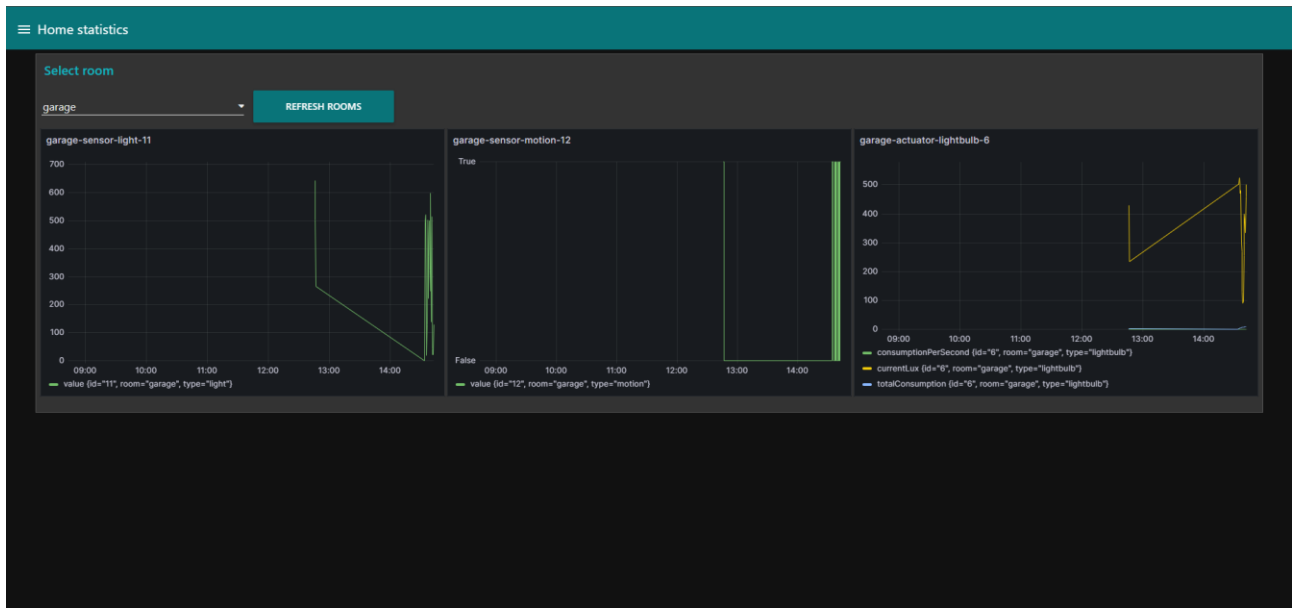 Home statistics
Select room
garage
REFRESH ROOMS
garage-sensor-light-11
700
600
500
400
300
200
100
0
09:00 10:00 11:00 12:00 13:00 14:00
value {id="11", room="garage", type="light"}
garage-sensor-motion-12
True
False
09:00 10:00 11:00 12:00 13:00 14:00
value {id="12", room="garage", type="motion"}
garage-actuator-lightbulb-6
500
400
300
200
100
0
09:00 10:00 11:00 12:00 13:00 14:00
consumptionPerSecond {id="6", room="garage", type="lightbulb"}
currentLux {id="6", room="garage", type="lightbulb"}
totalConsumption {id="6", room="garage", type="lightbulb"}